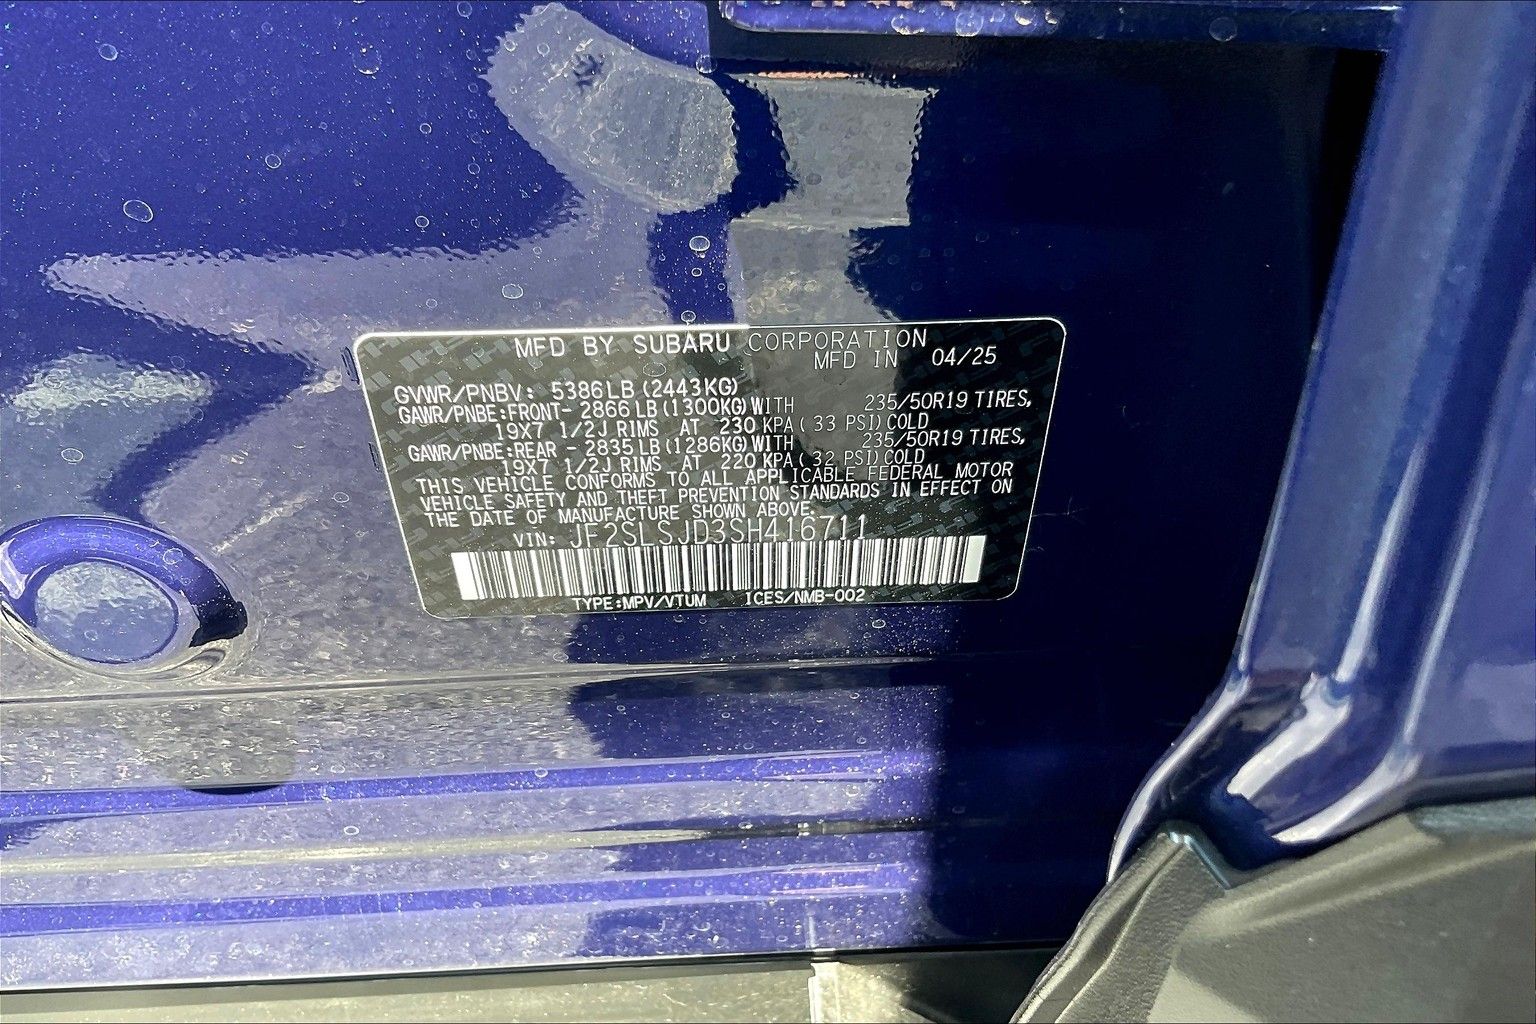 MFD BY SUBARU CORPORATION
MFD IN 04/25
GVWR/PNBV: 5386LB (2443KG)
GAWR/PNBE:FRONT- 2866 LB (1300KG) WITH 235/50R19 TIRES,
19X7 1/2J RIMS AT 230 KPA ( 33 PSI) COLD
GAWR/PNBE:REAR - 2835 LB (1286KG) WITH 235/50R19 TIRES,
19X7 1/2J RIMS AT 220 KPA ( 32 PSI) COLD
THIS VEHICLE CONFORMS TO ALL APPLICABLE FEDERAL MOTOR
VEHICLE SAFETY AND THEFT PREVENTION STANDARDS IN EFFECT ON
THE DATE OF MANUFACTURE SHOWN ABOVE.
VIN: JF2SLSJD3SH416711
TYPE:MPV/VTUM ICES/NMB-002